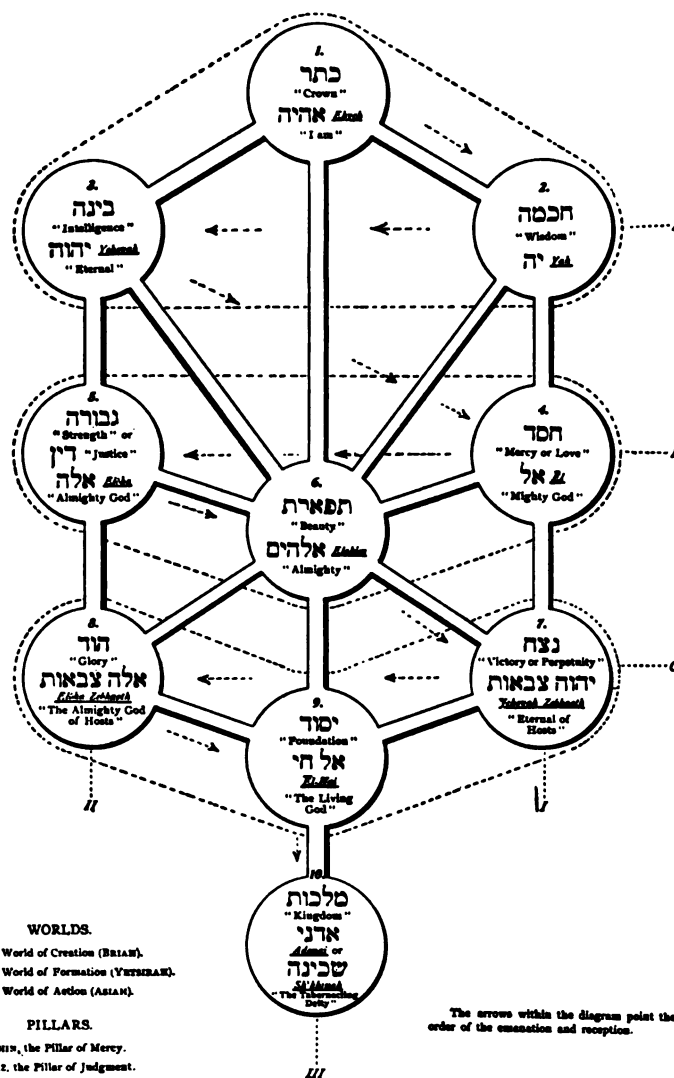 1.
כתר
"Crown"
אהיה Ehyeh
"I am"
3.
בינה
"Intelligence"
יהוה Yehovah
"Eternal"
2.
חכמה
"Wisdom"
יה Yah
5.
גבורה
"Strength" or
דין "Justice"
אלה Eloha
"Almighty God"
4.
חסד
"Mercy or Love"
אל El
"Mighty God"
6.
תפארת
"Beauty"
אלהים Elohim
"Almighty"
8.
הוד
"Glory"
אלה צבאות
Eloha Zebaoth
"The Almighty God
of Hosts"
7.
נצח
"Victory or Perpetuity"
יהוה צבאות
Yehovah Zebaoth
"Eternal of
Hosts"
9.
יסוד
"Foundation"
אל חי
El-Hai
"The Living
God"
II
10.
מלכות
"Kingdom"
אדני
Adonai or
שכינה
Sh'kinah
"The Tabernacling
Deity"
III
WORLDS.
World of Creation (BRIAH).
World of Formation (YETSIRAH).
World of Action (ASIAH).
PILLARS.
the Pillar of Mercy.
the Pillar of Judgment.
The arrows within the diagram point the
order of the emanation and reception.